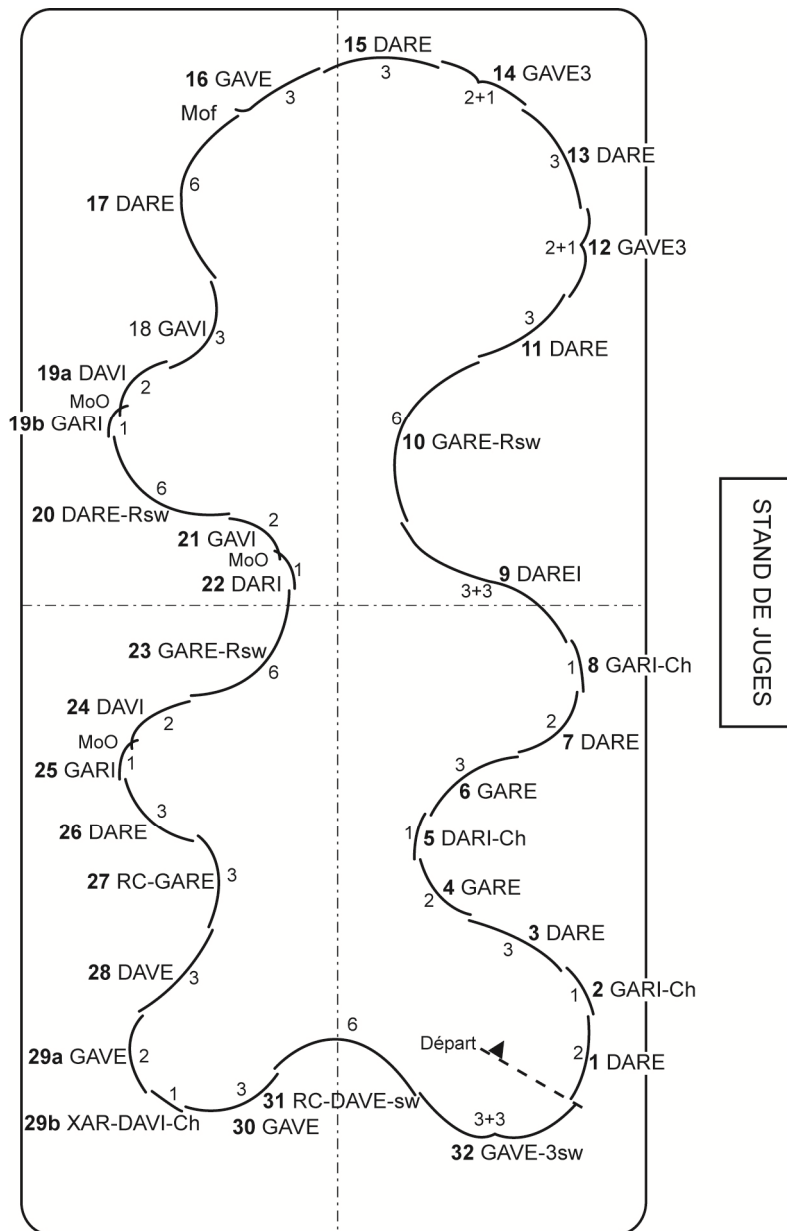 15 DARE
3
16 GAVE
3
Mof
14 GAVE3
2+1
13 DARE
3
6
17 DARE
2+1
12 GAVE3
18 GAVI
3
3
11 DARE
19a DAVI
2
MoO
19b GARI
1
6
10 GARE-Rsw
6
20 DARE-Rsw
2
21 GAVI
MoO
22 DARI
1
9 DAREI
3+3
STAND DE JUGES
23 GARE-Rsw
6
1
8 GARI-Ch
24 DAVI
2
2
7 DARE
MoO
25 GARI
1
3
6 GARE
3
26 DARE
1
5 DARI-Ch
27 RC-GARE
3
4 GARE
2
3 DARE
3
28 DAVE
3
2 GARI-Ch
1
6
Départ
29a GAVE
2
2
1 DARE
1
29b XAR-DAVI-Ch
3
31 RC-DAVE-sw
30 GAVE
3+3
32 GAVE-3sw